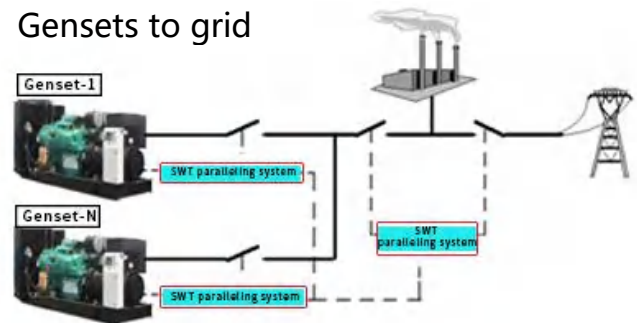 Gensets to grid
Genset-1
SWT paralleling system
Genset-N
SWT
paralleling system
SWT paralleling system